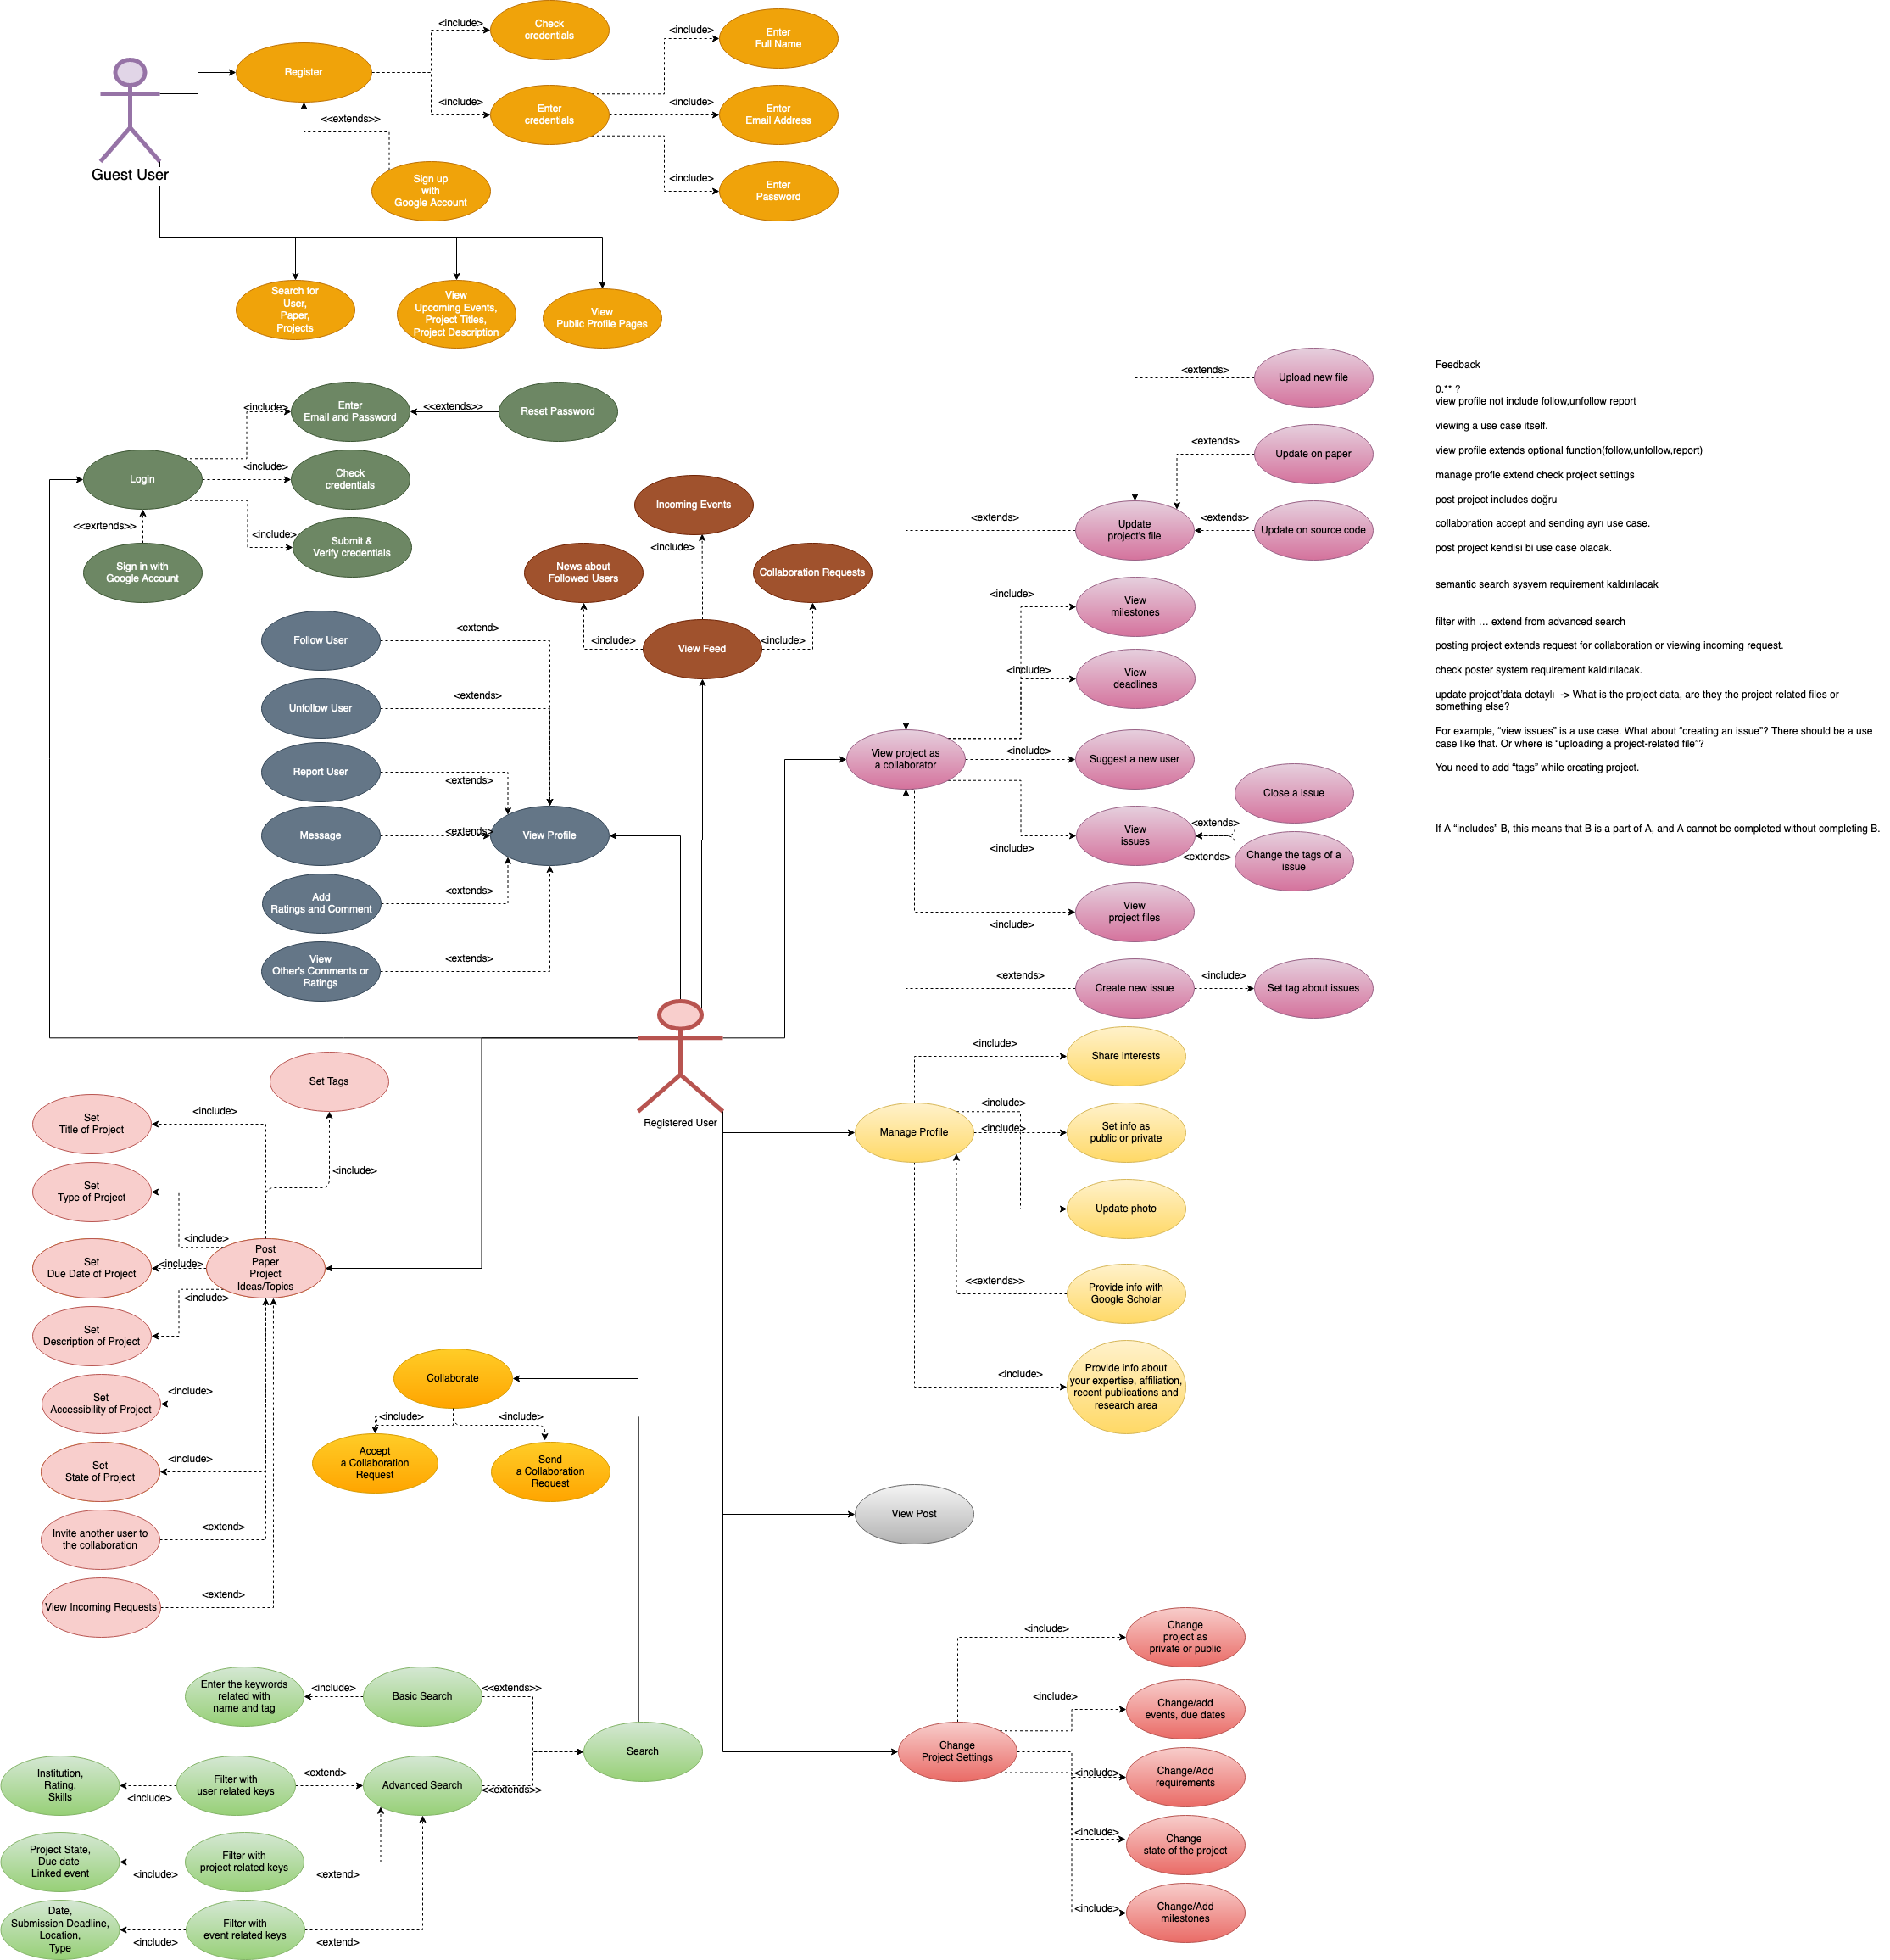 <include>
Check
credentials
<include>
Enter
Full Name
Register
<include>
Enter
credentials
<include>
Enter
Email Address
<<extends>>
Guest User
Sign up
with
Google Account
<include>
Enter
Password
Search for
User,
Paper,
Projects
View
Upcoming Events,
Project Titles,
Project Description
View
Public Profile Pages
<include>
Enter
Email and Password
<<extends>>
Reset Password
Login
<include>
Check
credentials
<<exrtends>>
<include>
Submit &
Verify credentials
Sign in with
Google Account
Incoming Events
<include>
News about
Followed Users
Collaboration Requests
<include>
View Feed
<include>
Follow User
<extend>
Unfollow User
<extends>
Report User
<extends>
Message
<extends>
View Profile
Add
Ratings and Comment
<extends>
View
Other's Comments or
Ratings
<extends>
<extends>
Upload new file
<extends>
Update on paper
<extends>
Update
project's file
<extends>
Update on source code
<include>
View
milestones
<include>
View
deadlines
View project as
a collaborator
<include>
Suggest a new user
Close a issue
<extends>
View
issues
<include>
<extends>
Change the tags of a
issue
View
project files
<include>
<extends>
Create new issue
<include>
Set tag about issues
Feedback
0.** ?
view profile not include follow,unfollow report
viewing a use case itself.
view profile extends optional function(follow,unfollow,report)
manage profle extend check project settings
post project includes doğru
collaboration accept and sending ayrı use case.
post project kendisi bi use case olacak.
semantic search sysyem requirement kaldırılacak
filter with … extend from advanced search
posting project extends request for collaboration or viewing incoming request.
check poster system requirement kaldırılacak.
update project’data detaylı  -> What is the project data, are they the project related files or
something else?
For example, “view issues” is a use case. What about “creating an issue”? There should be a use
case like that. Or where is “uploading a project-related file”?
You need to add “tags” while creating project.
If A “includes” B, this means that B is a part of A, and A cannot be completed without completing B.
Registered User
<include>
Share interests
<include>
Manage Profile
<include>
Set info as
public or private
Update photo
<<extends>>
Provide info with
Google Scholar
<include>
Provide info about
your expertise, affiliation,
recent publications and
research area
Set Tags
Set
Title of Project
<include>
<include>
Set
Type of Project
<include>
Set
Due Date of Project
<include>
Post
Paper
Project
Ideas/Topics
<include>
Set
Description of Project
Set
Accessibility of Project
<include>
Set
State of Project
<include>
Invite another user to
the collaboration
<extend>
View Incoming Requests
<extend>
Collaborate
<include>
<include>
Accept
a Collaboration
Request
Send
a Collaboration
Request
View Post
Enter the keywords
related with
name and tag
<include>
Basic Search
<<extends>>
Search
Institution,
Rating,
Skills
<include>
Filter with
user related keys
<extend>
Advanced Search
<<extends>>
Project State,
Due date
Linked event
<include>
Filter with
project related keys
<extend>
Date,
Submission Deadline,
Location,
Type
<include>
Filter with
event related keys
<extend>
<include>
Change
project as
private or public
<include>
Change/add
events, due dates
Change
Project Settings
<include>
Change/Add
requirements
<include>
Change
state of the project
<include>
Change/Add
milestones